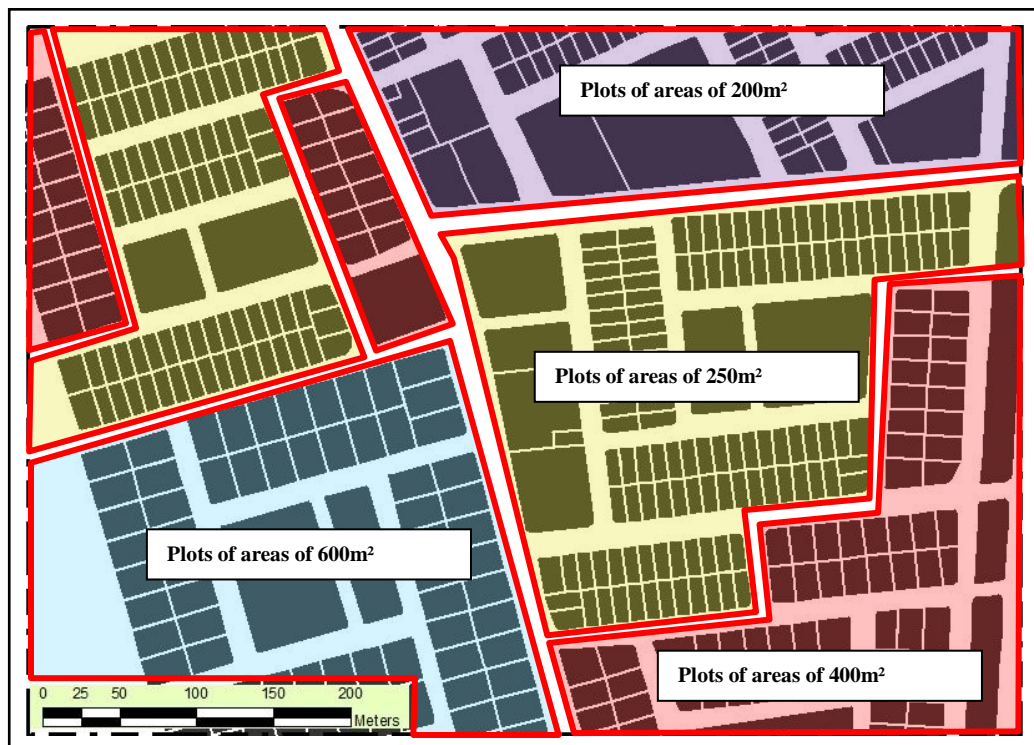 Plots of areas of 200m²
Plots of areas of 250m²
Plots of areas of 600m²
Plots of areas of 400m²
0 25 50 100 150 200
Meters